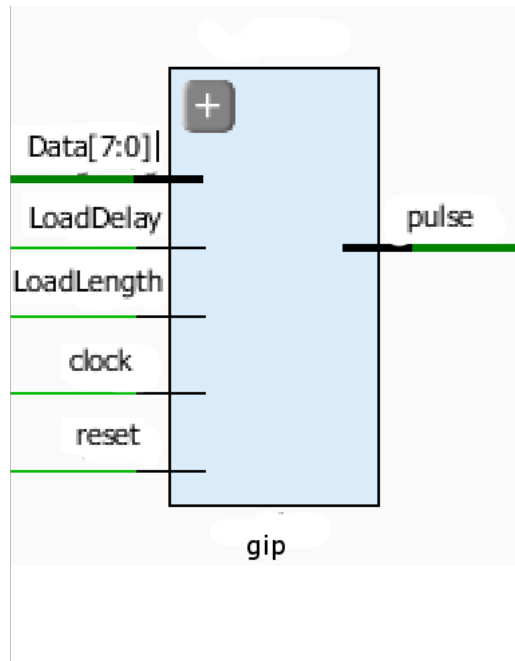 Data[7:0]
LoadDelay
pulse
LoadLength
clock
reset
gip